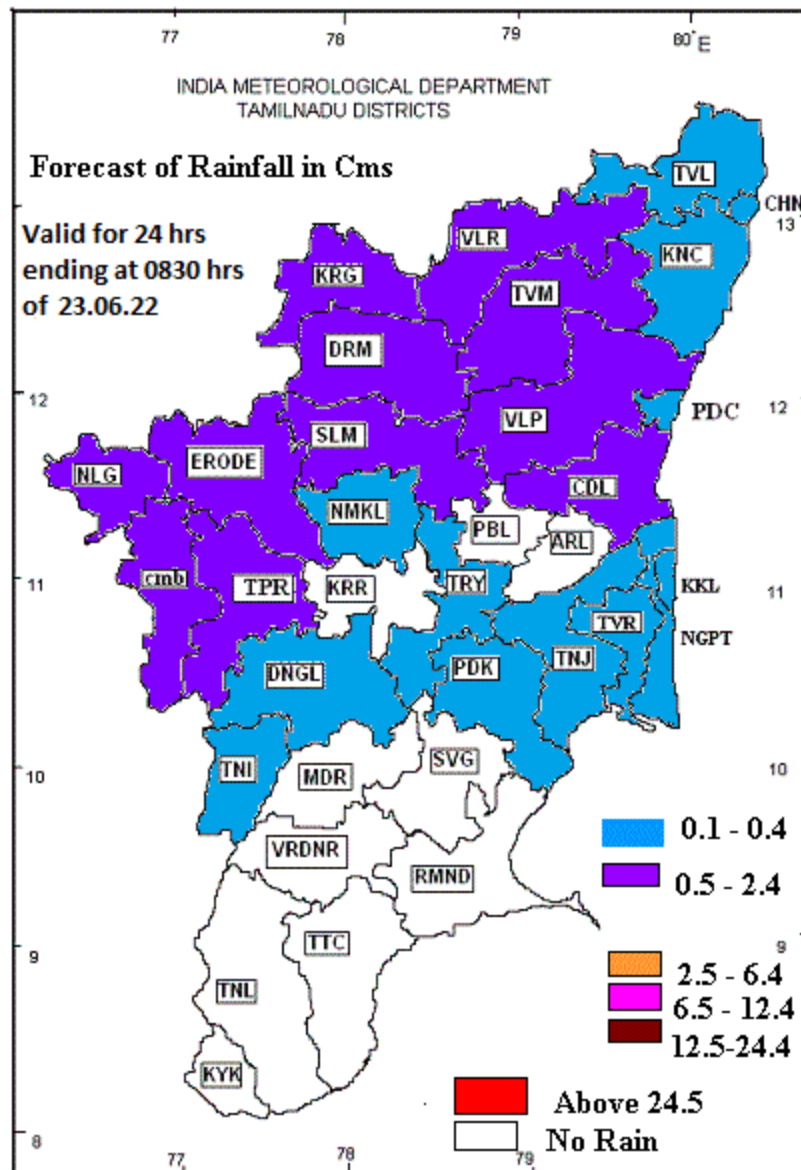 77 78 79 80°E
INDIA METEOROLOGICAL DEPARTMENT
TAMILNADU DISTRICTS
Forecast of Rainfall in Cms
TVL
CHN
13
Valid for 24 hrs
ending at 0830 hrs
of 23.06.22
VLR
KNC
KRG
TVM
DRM
12
12
PDC
VLP
SLM
ERODE
NLG
CDL
NMKL
PBL
ARL
11
cmb
TPR
KRR
TRY
KKL
11
TVR
NGPT
DNGL
PDK
TNJ
10
TNI
MDR
SVG
10
0.1 - 0.4
VRDNR
RMND
0.5 - 2.4
9
TTC
9
2.5 - 6.4
TNL
6.5 - 12.4
12.5-24.4
KYK
Above 24.5
8
No Rain
77 78 79